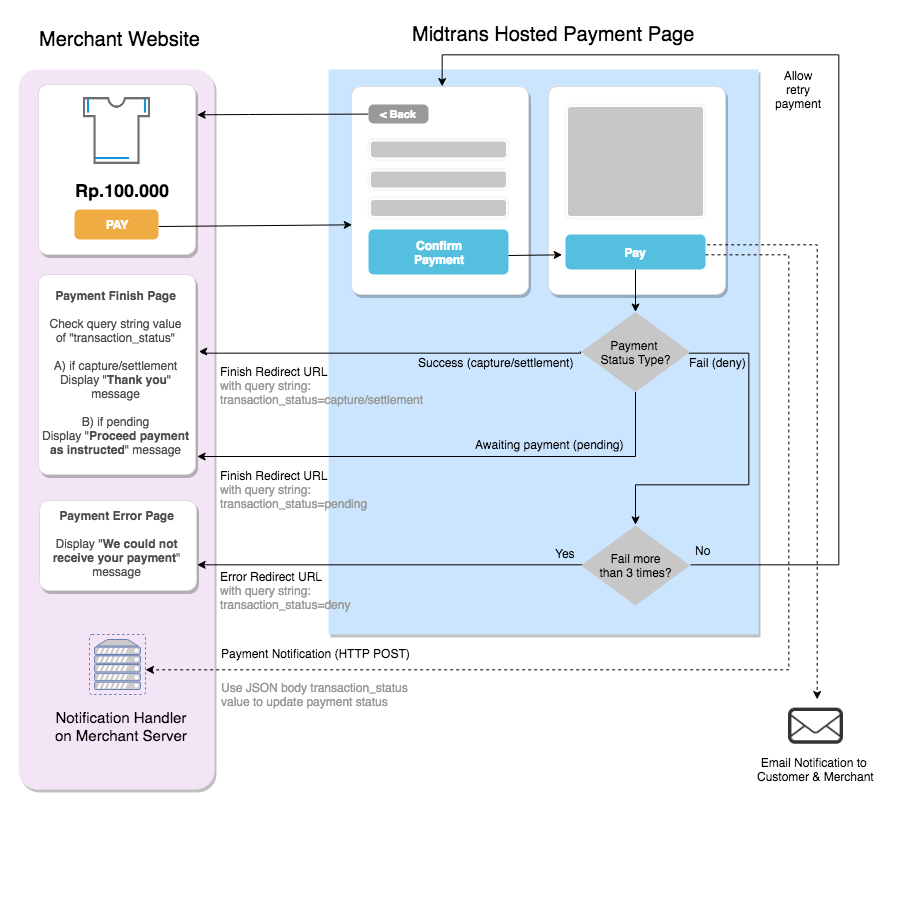 Merchant Website
Midtrans Hosted Payment Page
Allow
retry
payment
< Back
Rp.100.000
PAY
Confirm
Payment
Pay
Payment Finish Page
Check query string value
of "transaction_status"
A) if capture/settlement
Display "Thank you"
message
B) if pending
Display "Proceed payment
as instructed" message
Payment
Status Type?
Success (capture/settlement)
Fail (deny)
Finish Redirect URL
with query string:
transaction_status=capture/settlement
Awaiting payment (pending)
Finish Redirect URL
with query string:
transaction_status=pending
Payment Error Page
Display "We could not
receive your payment"
message
Yes
Fail more
than 3 times?
No
Error Redirect URL
with query string:
transaction_status=deny
Payment Notification (HTTP POST)
Use JSON body transaction_status
value to update payment status
Notification Handler
on Merchant Server
Email Notification to
Customer & Merchant